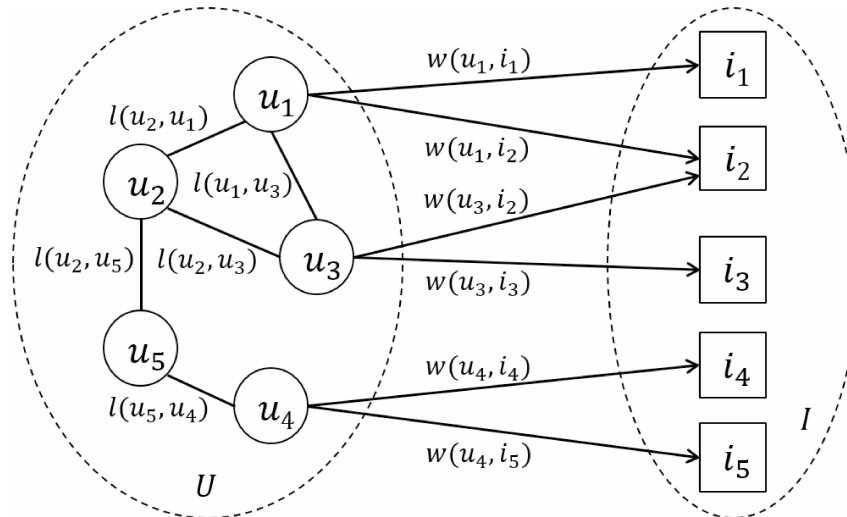 w(u₁, i₁)
i₁
u₁
l(u₂, u₁)
w(u₁, i₂)
i₂
u₂
l(u₁, u₃)
w(u₃, i₂)
l(u₂, u₅)
l(u₂, u₃)
u₃
w(u₃, i₃)
i₃
u₅
w(u₄, i₄)
i₄
l(u₅, u₄)
u₄
w(u₄, i₅)
i₅
I
U